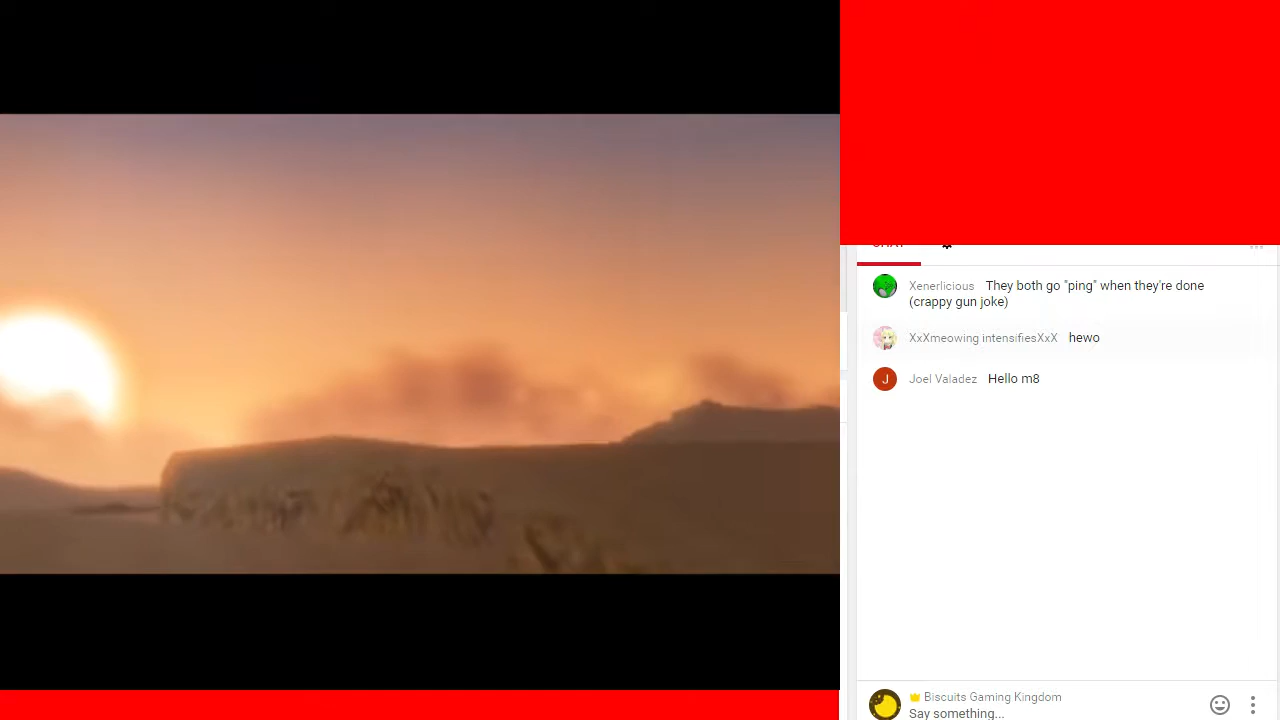 CHAT
Xenerlicious They both go "ping" when they're done
(crappy gun joke)
XxXmeowing intensifiesXxX hewo
J Joel Valadez Hello m8
Biscuits Gaming Kingdom
Say something...